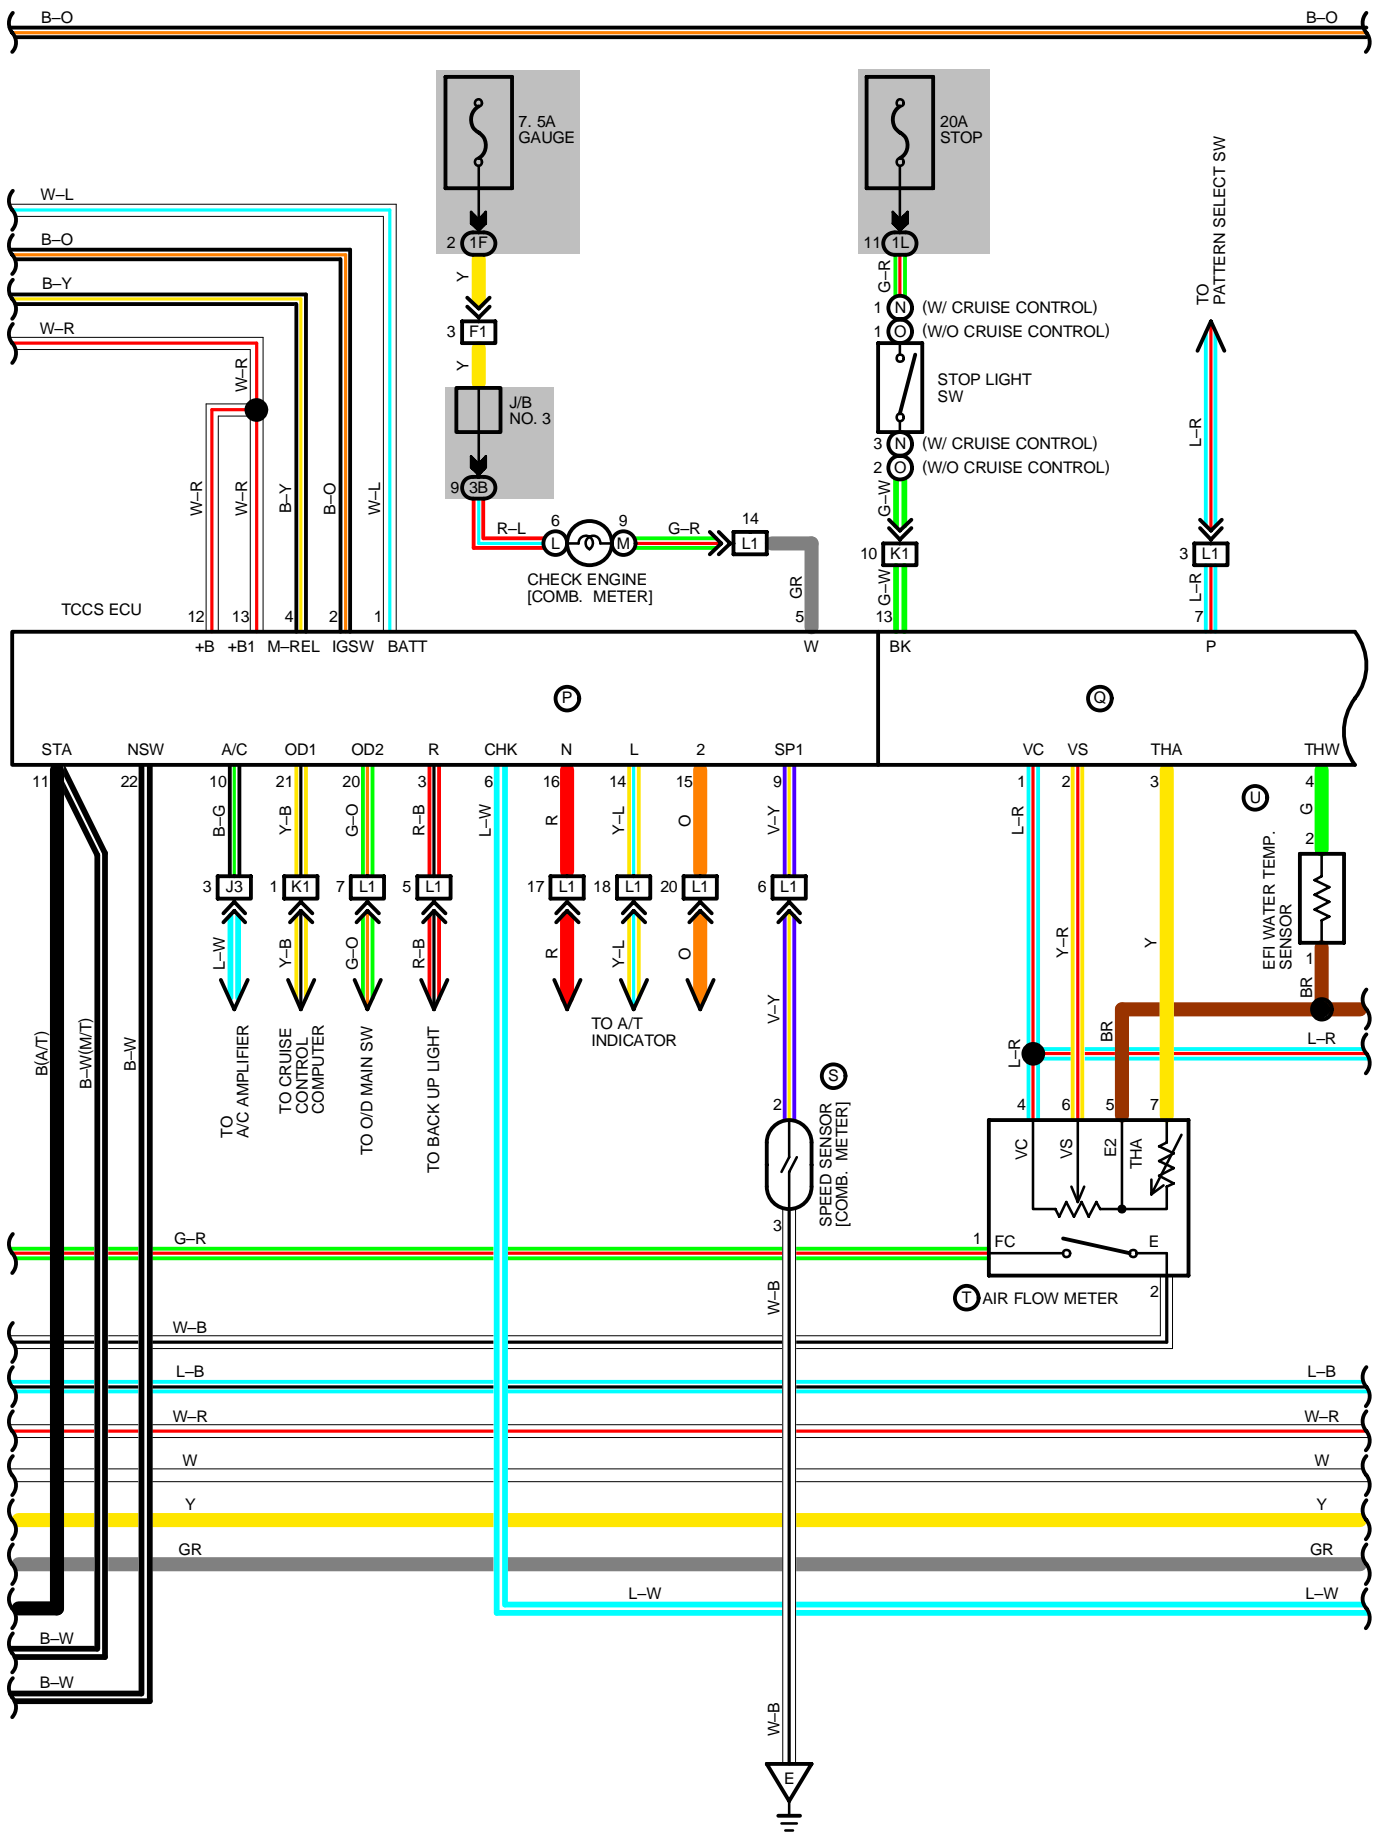 B–O B–O
7. 5A
GAUGE
20A
STOP
TO
PATTERN SELECT SW
W–L
B–O
B–Y
W–R
2 1F
11 1L
Y
G–R
1 N (W/ CRUISE CONTROL)
1 O (W/O CRUISE CONTROL)
3 F1
Y
W–R
STOP LIGHT
SW
J/B
NO. 3
3 N (W/ CRUISE CONTROL)
2 O (W/O CRUISE CONTROL)
L–R
9 3B
W–R W–R B–Y B–O W–L
G–W
R–L 6 L 9 M G–R 14 L1
10 K1
3 L1
CHECK ENGINE
[COMB. METER]
GR
G–W
L–R
TCCS ECU
12 13 4 2 1 5 13 7
+B +B1 M–REL IGSW BATT W BK P
P Q
STA NSW A/C OD1 OD2 R CHK N L 2 SP1 VC VS THA THW
11 22 10 21 20 3 6 16 14 15 9 1 2 3 4
B–G Y–B G–O R–B L–W R Y–L O V–Y L–R U G
2
3 J3 1 K1 7 L1 5 L1 17 L1 18 L1 20 L1 6 L1
EFI WATER TEMP.
SENSOR
L–W Y–B G–O R–B R Y–L O Y–R Y
1
BR
V–Y
B(A/T) B–W(M/T) B–W
TO
A/C AMPLIFIER
TO CRUISE
CONTROL
COMPUTER
TO O/D MAIN SW
TO BACK UP LIGHT
TO A/T
INDICATOR
L–R BR L–R
S
2
SPEED SENSOR
[COMB. METER]
3
4 6 5 7
VC VS E2 THA
G–R 1 FC E
2
W–B
T AIR FLOW METER
W–B
L–B L–B
W–R W–R
W W
Y Y
GR GR
L–W L–W
B–W
B–W
W–B
E